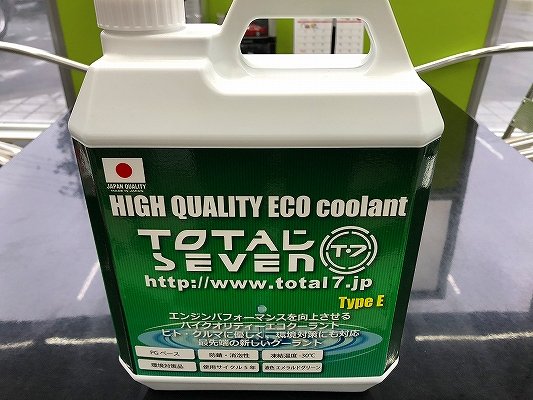 JAPAN QUALITY
MADE IN JAPAN
HIGH QUALITY ECO coolant
TOTAL
SEVEN
T·7
http://www.total7.jp
Type E
エンジンパフォーマンスを向上させる
ハイクオリティーエコクーラント
ヒト・クルマに優しく、環境対策にも対応
最先端の新しいクーラント
PGベース 防錆・消泡性 凍結温度 -30℃
環境対策品 使用サイクル5年 液色 エメラルドグリーン